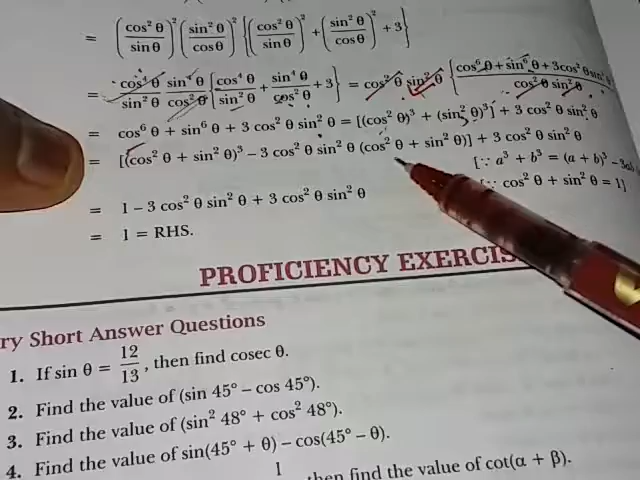 = (cos² θ / sin θ)² (sin² θ / cos θ)² {(cos² θ / sin θ)² + (sin² θ / cos θ)² + 3}
= cos⁴ θ / sin² θ sin⁴ θ / cos² θ {cos⁴ θ / sin² θ + sin⁴ θ / cos² θ + 3} = cos² θ sin² θ {cos⁶ θ + sin⁶ θ + 3cos² θ sin² θ / cos² θ sin² θ}
= cos⁶ θ + sin⁶ θ + 3 cos² θ sin² θ = [(cos² θ)³ + (sin² θ)³] + 3 cos² θ sin² θ
= [(cos² θ + sin² θ)³ – 3 cos² θ sin² θ (cos² θ + sin² θ)] + 3 cos² θ sin² θ
[∵ a³ + b³ = (a + b)³ – 3ab
∵ cos² θ + sin² θ = 1]
= 1 – 3 cos² θ sin² θ + 3 cos² θ sin² θ
= 1 = RHS.
PROFICIENCY EXERCIS
ry Short Answer Questions
1. If sin θ = 12/13, then find cosec θ.
2. Find the value of (sin 45° – cos 45°).
3. Find the value of (sin² 48° + cos² 48°).
4. Find the value of sin(45° + θ) – cos(45° – θ).
1 then find the value of cot(α + β).